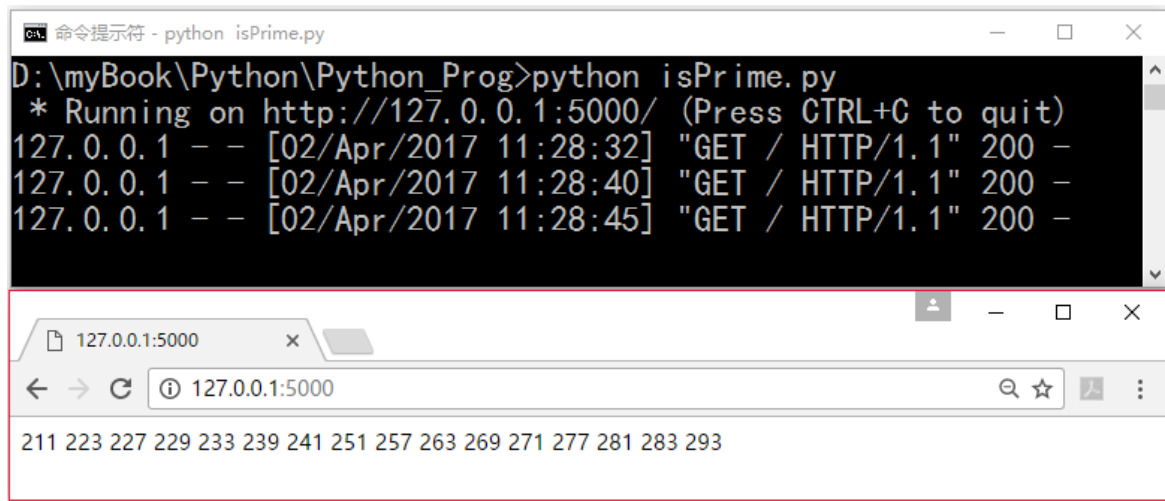 命令提示符 - python isPrime.py
D:\myBook\Python\Python_Prog>python isPrime.py
 * Running on http://127.0.0.1:5000/ (Press CTRL+C to quit)
127.0.0.1 - - [02/Apr/2017 11:28:32] "GET / HTTP/1.1" 200 -
127.0.0.1 - - [02/Apr/2017 11:28:40] "GET / HTTP/1.1" 200 -
127.0.0.1 - - [02/Apr/2017 11:28:45] "GET / HTTP/1.1" 200 -
127.0.0.1:5000
127.0.0.1:5000
211 223 227 229 233 239 241 251 257 263 269 271 277 281 283 293